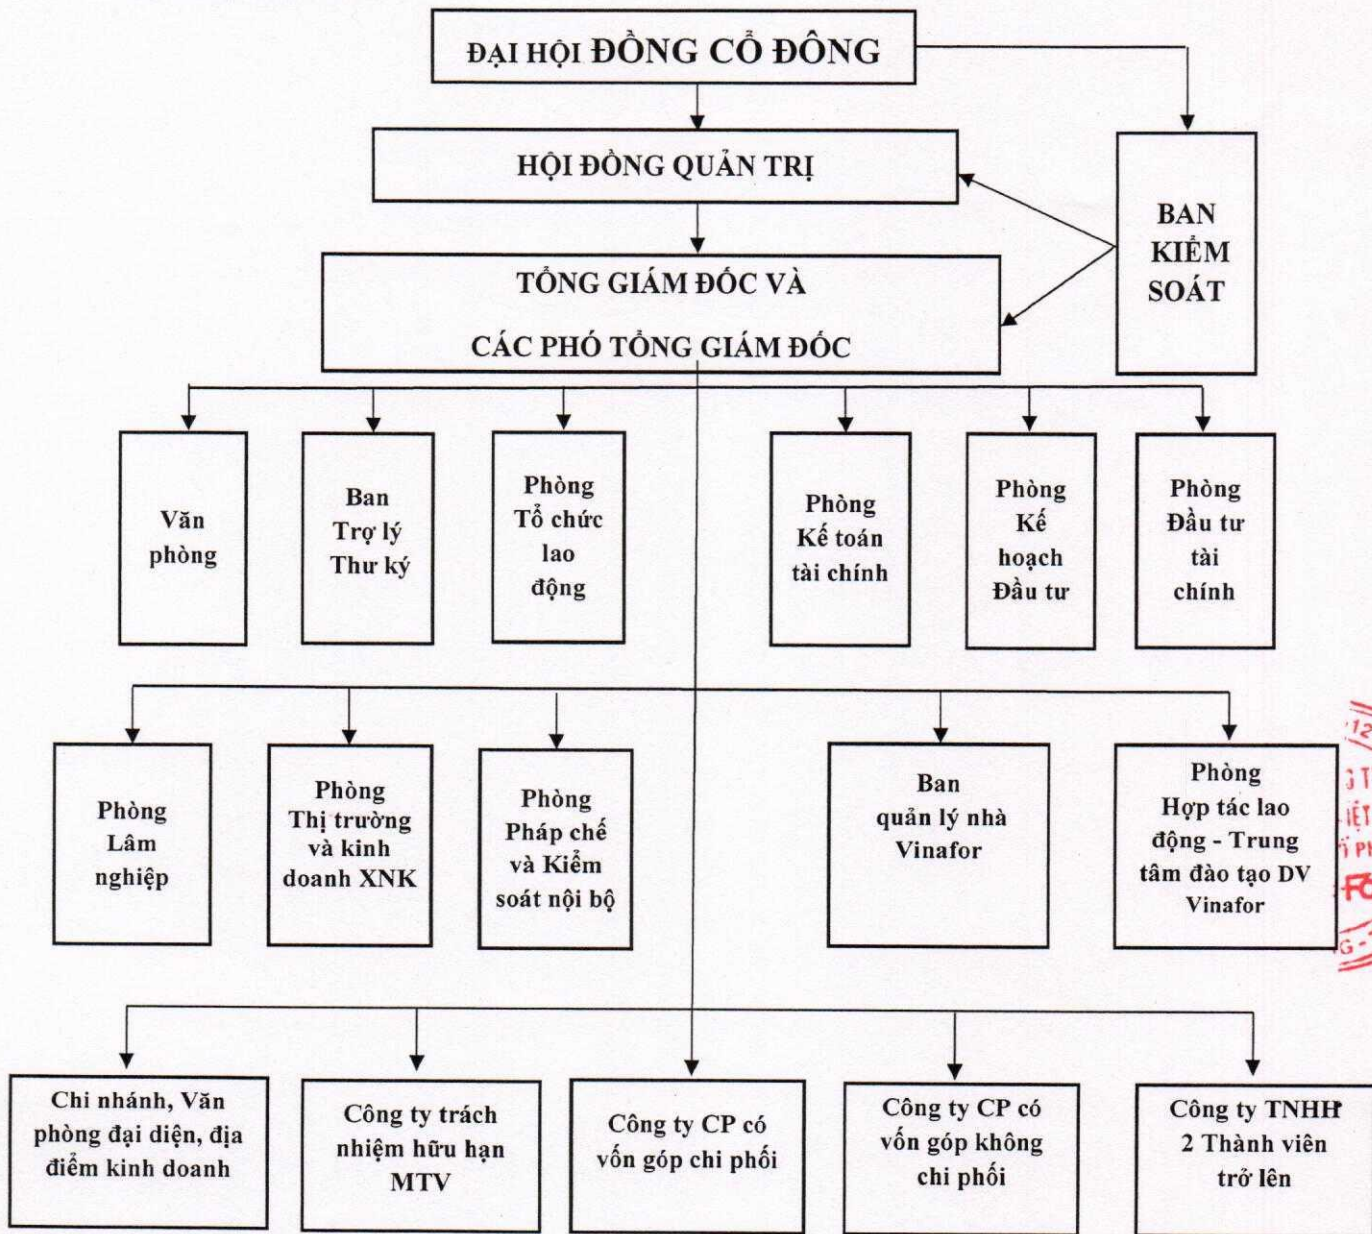 ĐẠI HỘI ĐỒNG CỔ ĐÔNG
HỘI ĐỒNG QUẢN TRỊ
BAN
KIỂM
SOÁT
TỔNG GIÁM ĐỐC VÀ
CÁC PHÓ TỔNG GIÁM ĐỐC
Văn
phòng
Ban
Trợ lý
Thư ký
Phòng
Tổ chức
lao
động
Phòng
Kế toán
tài chính
Phòng
Kế
hoạch
Đầu tư
Phòng
Đầu tư
tài
chính
Phòng
Lâm
nghiệp
Phòng
Thị trường
và kinh
doanh XNK
Phòng
Pháp chế
và Kiểm
soát nội bộ
Ban
quản lý nhà
Vinafor
Phòng
Hợp tác lao
động - Trung
tâm đào tạo DV
Vinafor
Chi nhánh, Văn
phòng đại diện, địa
điểm kinh doanh
Công ty trách
nhiệm hữu hạn
MTV
Công ty CP có
vốn góp chi phối
Công ty CP có
vốn góp không
chi phối
Công ty TNHH
2 Thành viên
trở lên